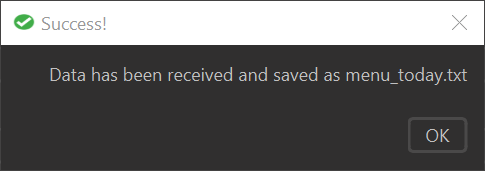 Success!
Data has been received and saved as menu_today.txt
OK